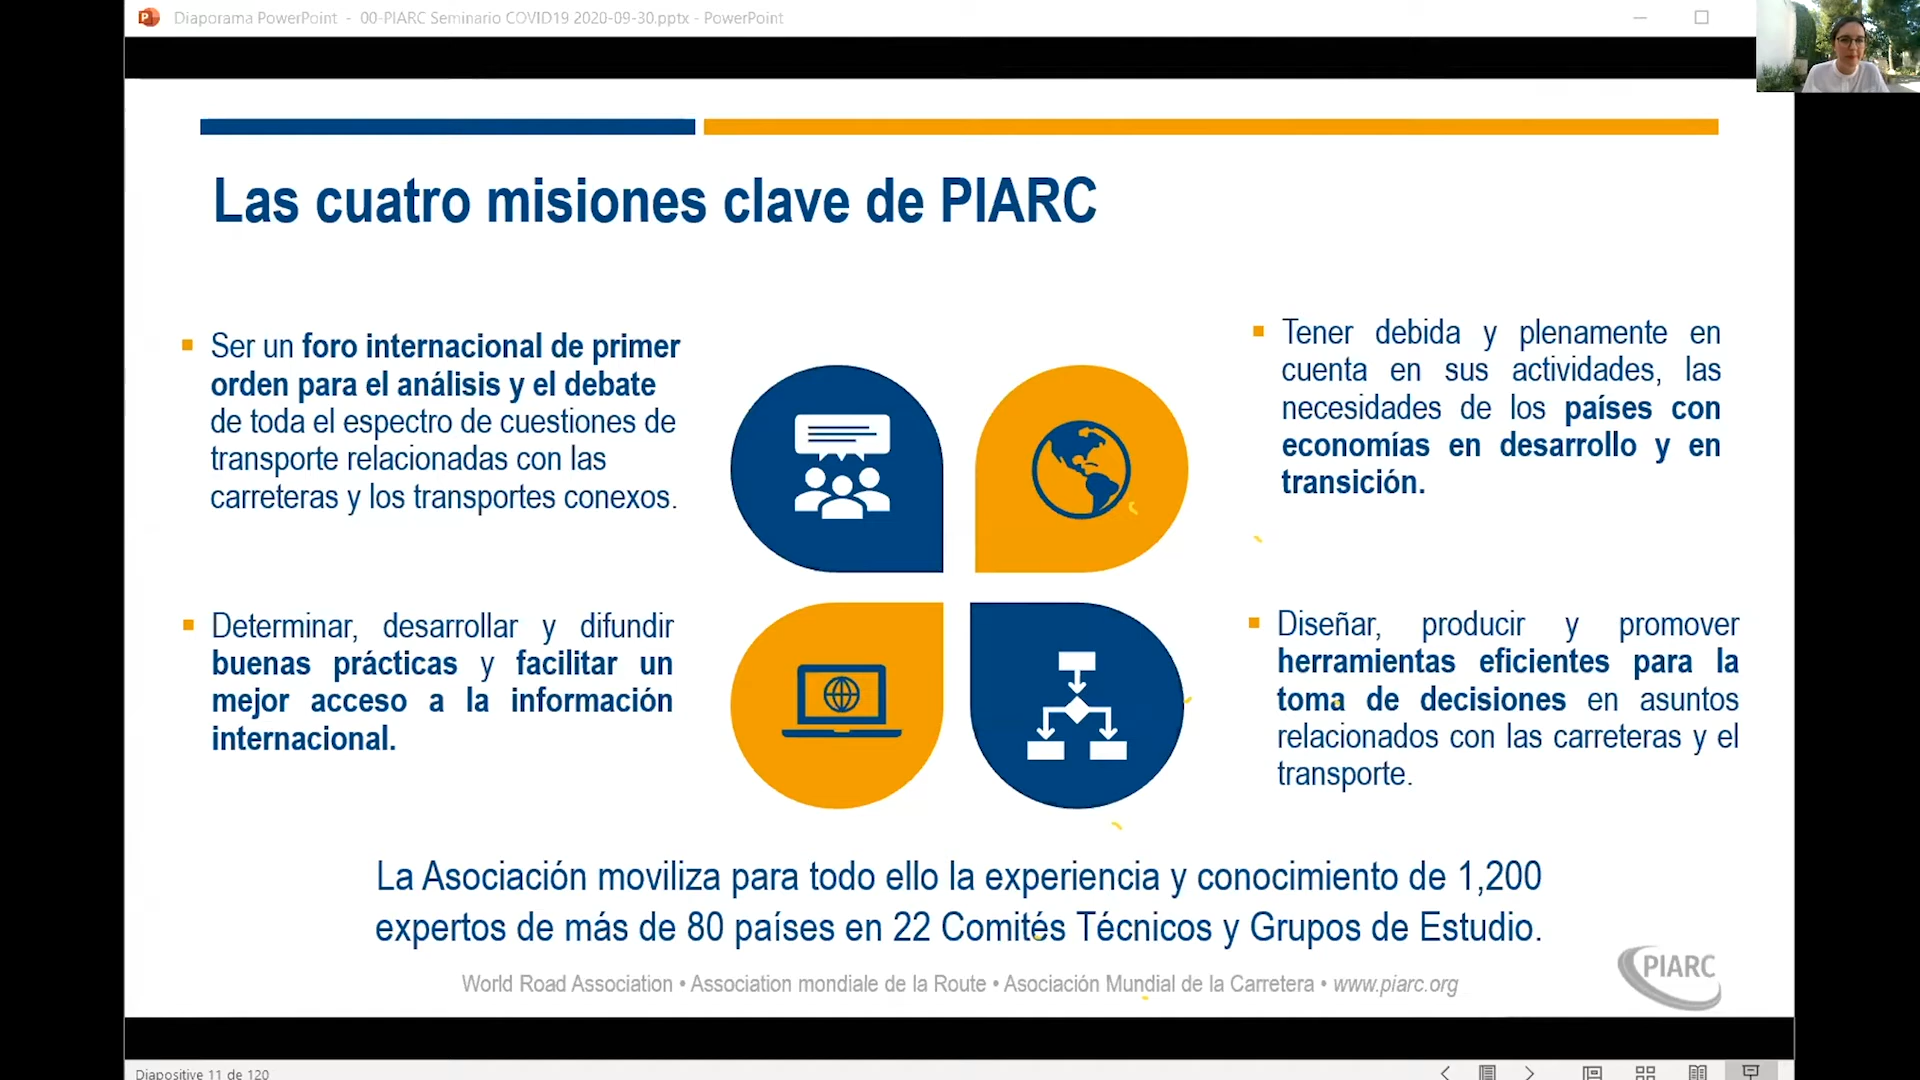 Diaporama PowerPoint - 00-PIARC Seminario COVID19 2020-09-30.pptx - PowerPoint
Las cuatro misiones clave de PIARC
Ser un foro internacional de primer
orden para el análisis y el debate
de toda el espectro de cuestiones de
transporte relacionadas con las
carreteras y los transportes conexos.
Tener debida y plenamente en
cuenta en sus actividades, las
necesidades de los países con
economías en desarrollo y en
transición.
Determinar, desarrollar y difundir
buenas prácticas y facilitar un
mejor acceso a la información
internacional.
Diseñar, producir y promover
herramientas eficientes para la
toma de decisiones en asuntos
relacionados con las carreteras y el
transporte.
La Asociación moviliza para todo ello la experiencia y conocimiento de 1,200
expertos de más de 80 países en 22 Comités Técnicos y Grupos de Estudio.
World Road Association • Association mondiale de la Route • Asociación Mundial de la Carretera • www.piarc.org
PIARC
Diapositive 11 de 120